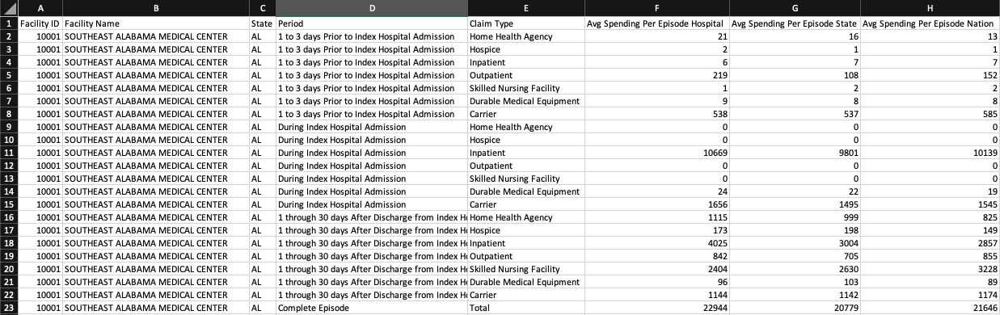 A B C D E F G H
1 Facility ID Facility Name State Period Claim Type Avg Spending Per Episode Hospital Avg Spending Per Episode State Avg Spending Per Episode Nation
2 10001 SOUTHEAST ALABAMA MEDICAL CENTER AL 1 to 3 days Prior to Index Hospital Admission Home Health Agency 21 16 13
3 10001 SOUTHEAST ALABAMA MEDICAL CENTER AL 1 to 3 days Prior to Index Hospital Admission Hospice 2 1 1
4 10001 SOUTHEAST ALABAMA MEDICAL CENTER AL 1 to 3 days Prior to Index Hospital Admission Inpatient 6 7 7
5 10001 SOUTHEAST ALABAMA MEDICAL CENTER AL 1 to 3 days Prior to Index Hospital Admission Outpatient 219 108 152
6 10001 SOUTHEAST ALABAMA MEDICAL CENTER AL 1 to 3 days Prior to Index Hospital Admission Skilled Nursing Facility 1 2 2
7 10001 SOUTHEAST ALABAMA MEDICAL CENTER AL 1 to 3 days Prior to Index Hospital Admission Durable Medical Equipment 9 8 8
8 10001 SOUTHEAST ALABAMA MEDICAL CENTER AL 1 to 3 days Prior to Index Hospital Admission Carrier 538 537 585
9 10001 SOUTHEAST ALABAMA MEDICAL CENTER AL During Index Hospital Admission Home Health Agency 0 0 0
10 10001 SOUTHEAST ALABAMA MEDICAL CENTER AL During Index Hospital Admission Hospice 0 0 0
11 10001 SOUTHEAST ALABAMA MEDICAL CENTER AL During Index Hospital Admission Inpatient 10669 9801 10139
12 10001 SOUTHEAST ALABAMA MEDICAL CENTER AL During Index Hospital Admission Outpatient 0 0 0
13 10001 SOUTHEAST ALABAMA MEDICAL CENTER AL During Index Hospital Admission Skilled Nursing Facility 0 0 0
14 10001 SOUTHEAST ALABAMA MEDICAL CENTER AL During Index Hospital Admission Durable Medical Equipment 24 22 19
15 10001 SOUTHEAST ALABAMA MEDICAL CENTER AL During Index Hospital Admission Carrier 1656 1495 1545
16 10001 SOUTHEAST ALABAMA MEDICAL CENTER AL 1 through 30 days After Discharge from Index H Home Health Agency 1115 999 825
17 10001 SOUTHEAST ALABAMA MEDICAL CENTER AL 1 through 30 days After Discharge from Index H Hospice 173 198 149
18 10001 SOUTHEAST ALABAMA MEDICAL CENTER AL 1 through 30 days After Discharge from Index H Inpatient 4025 3004 2857
19 10001 SOUTHEAST ALABAMA MEDICAL CENTER AL 1 through 30 days After Discharge from Index H Outpatient 842 705 855
20 10001 SOUTHEAST ALABAMA MEDICAL CENTER AL 1 through 30 days After Discharge from Index H Skilled Nursing Facility 2404 2630 3228
21 10001 SOUTHEAST ALABAMA MEDICAL CENTER AL 1 through 30 days After Discharge from Index H Durable Medical Equipment 96 103 89
22 10001 SOUTHEAST ALABAMA MEDICAL CENTER AL 1 through 30 days After Discharge from Index H Carrier 1144 1142 1174
23 10001 SOUTHEAST ALABAMA MEDICAL CENTER AL Complete Episode Total 22944 20779 21646